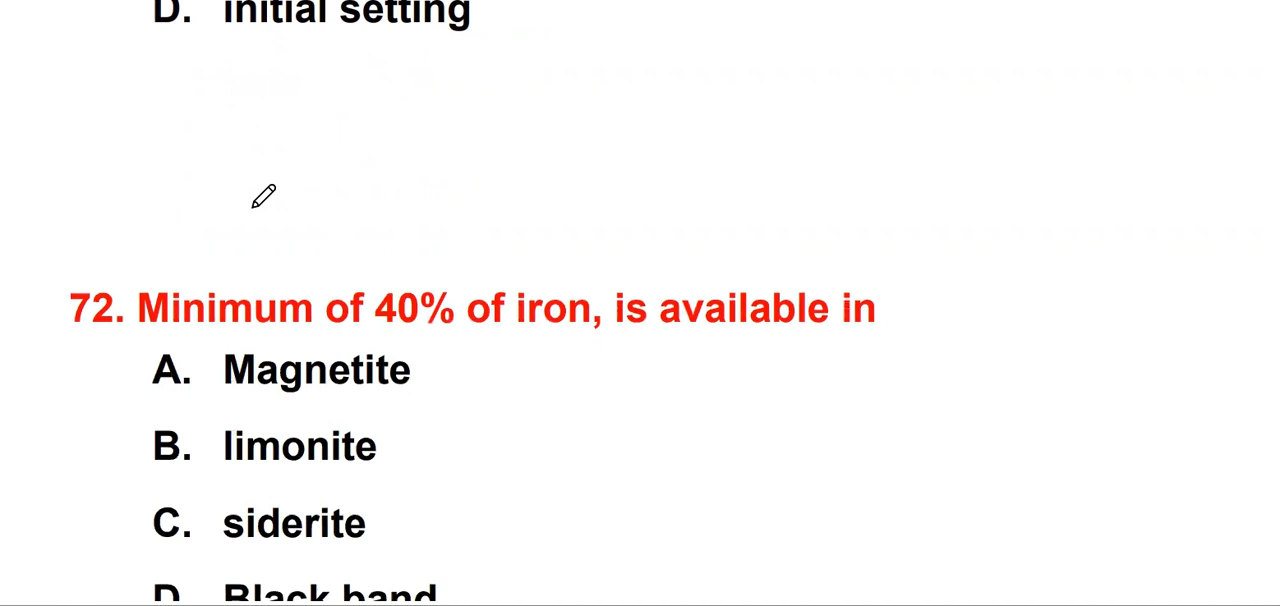 D. initial setting
72. Minimum of 40% of iron, is available in
A. Magnetite
B. limonite
C. siderite
D. Black band